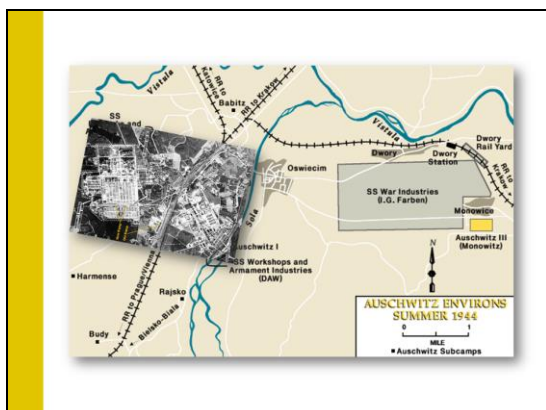 Vistula
RR to
Katowice
RR to Krakow
Babitz
SS
Vistula
Dwory
Rail Yard
Dwory
Dwory
Station
RR to
Krakow
Oswiecim
SS War Industries
(I.G. Farben)
Sola
Monowice
Auschwitz III
(Monowitz)
Auschwitz I
SS Workshops and
Armament Industries
(DAW)
Harmense
RR to Prague/Vienna
Rajsko
Bielsko-Biala
Budy
N
AUSCHWITZ ENVIRONS
SUMMER 1944
0 1
MILE
Auschwitz Subcamps